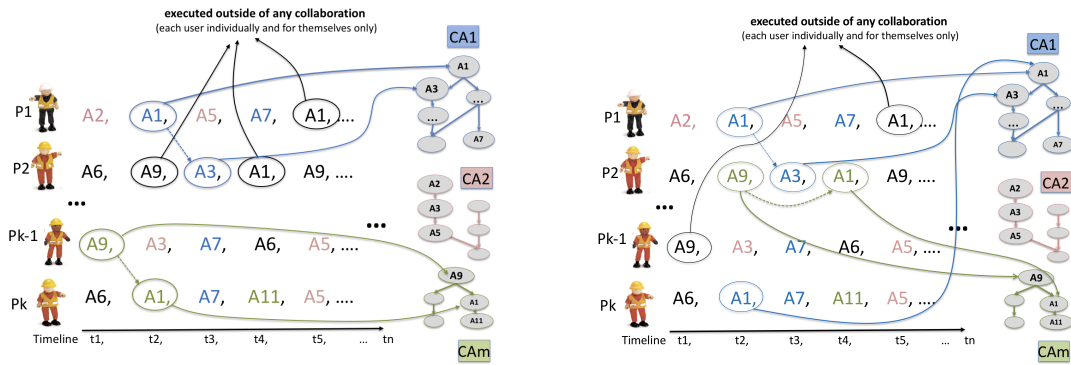 executed outside of any collaboration
(each user individually and for themselves only)
CA1
A1
A3
...
...
A7
P1 A2, A1, A5, A7, A1, ....
P2 A6, A9, A3, A1, A9, ....
CA2
A2
A3
A5
...
...
Pk-1 A9, A3, A7, A6, A5, ....
A9
Pk A6, A1, A7, A11, A5, ....
A1
A11
Timeline t1, t2, t3, t4, t5, ... tn
CAm
executed outside of any collaboration
(each user individually and for themselves only)
CA1
A1
A3
...
...
A7
P1 A2, A1, A5, A7, A1, ....
P2 A6, A9, A3, A1, A9, ....
CA2
A2
A3
A5
...
...
Pk-1 A9, A3, A7, A6, A5, ....
A9
Pk A6, A1, A7, A11, A5, ....
A1
A11
Timeline t1, t2, t3, t4, t5, ... tn
CAm